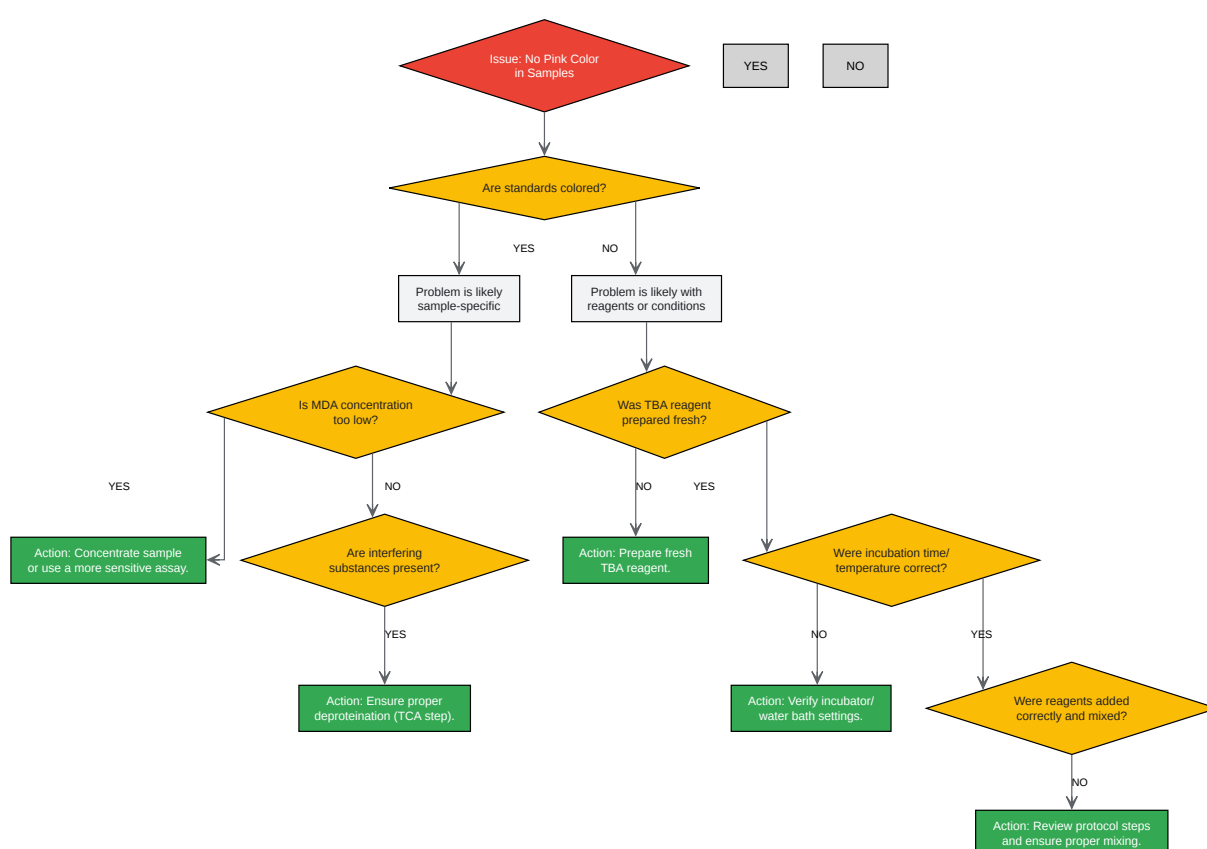 Issue: No Pink Color
in Samples
YES
NO
Are standards colored?
YES
NO
Problem is likely
sample-specific
Problem is likely with
reagents or conditions
Is MDA concentration
too low?
Was TBA reagent
prepared fresh?
YES
NO
NO
YES
Action: Concentrate sample
or use a more sensitive assay.
Are interfering
substances present?
Action: Prepare fresh
TBA reagent.
Were incubation time/
temperature correct?
YES
NO
YES
Action: Ensure proper
deproteination (TCA step).
Action: Verify incubator/
water bath settings.
Were reagents added
correctly and mixed?
NO
Action: Review protocol steps
and ensure proper mixing.